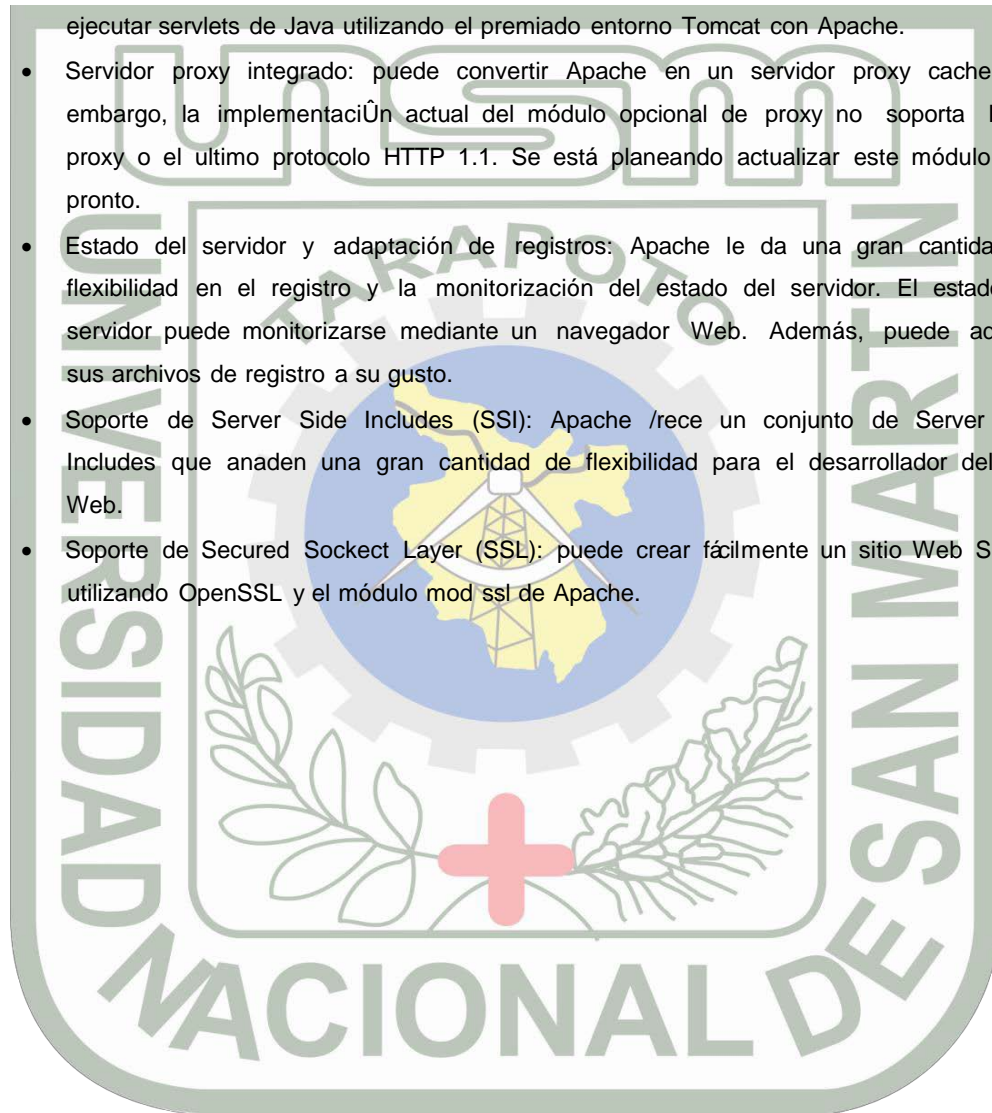 ejecutar servlets de Java utilizando el premiado entorno Tomcat con Apache.
• Servidor proxy integrado: puede convertir Apache en un servidor proxy cache
embargo, la implementaciÛn actual del módulo opcional de proxy no soporta
proxy o el ultimo protocolo HTTP 1.1. Se está planeando actualizar este módulo
pronto.
• Estado del servidor y adaptación de registros: Apache le da una gran
flexibilidad en el registro y la monitorización del estado del servidor. El
servidor puede monitorizarse mediante un navegador Web. Además, puede
sus archivos de registro a su gusto.
• Soporte de Server Side Includes (SSI): Apache /rece un conjunto de Server
Includes que anaden una gran cantidad de flexibilidad para el desarrollador del
Web.
• Soporte de Secured Sockect Layer (SSL): puede crear fácilmente un sitio Web
utilizando OpenSSL y el módulo mod ssl de Apache.
unsm
UNIVERSIDAD NACIONAL DE SAN MARTIN
TARAPOTO